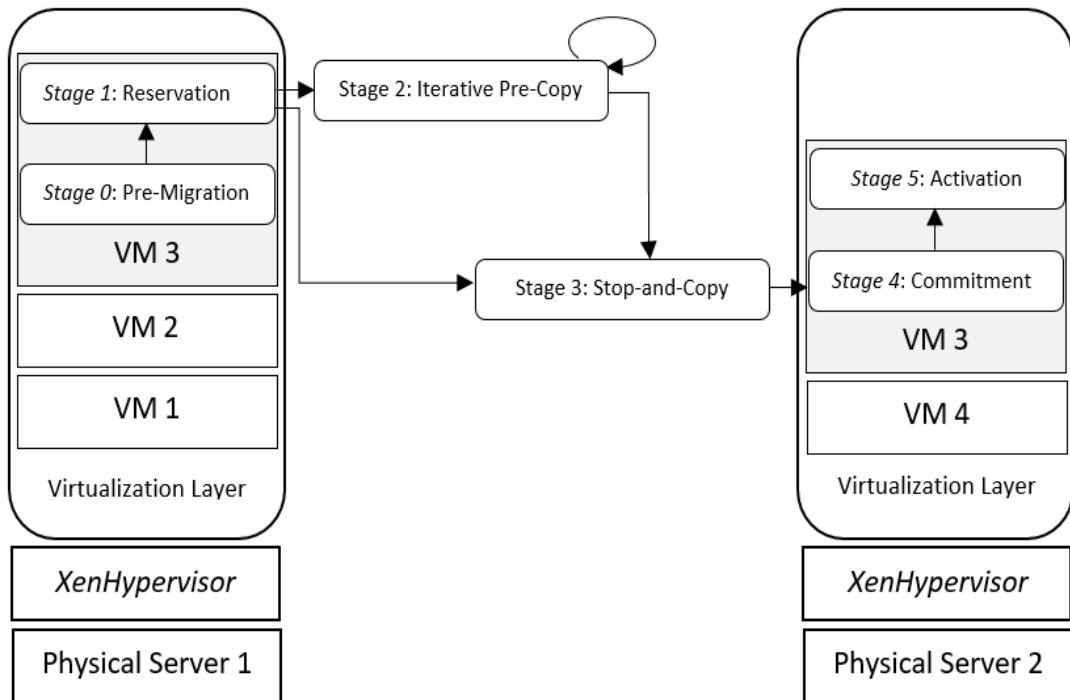 Stage 1: Reservation
Stage 0: Pre-Migration
VM 3
VM 2
VM 1
Virtualization Layer
XenHypervisor
Physical Server 1
Stage 2: Iterative Pre-Copy
Stage 3: Stop-and-Copy
Stage 5: Activation
Stage 4: Commitment
VM 3
VM 4
Virtualization Layer
XenHypervisor
Physical Server 2